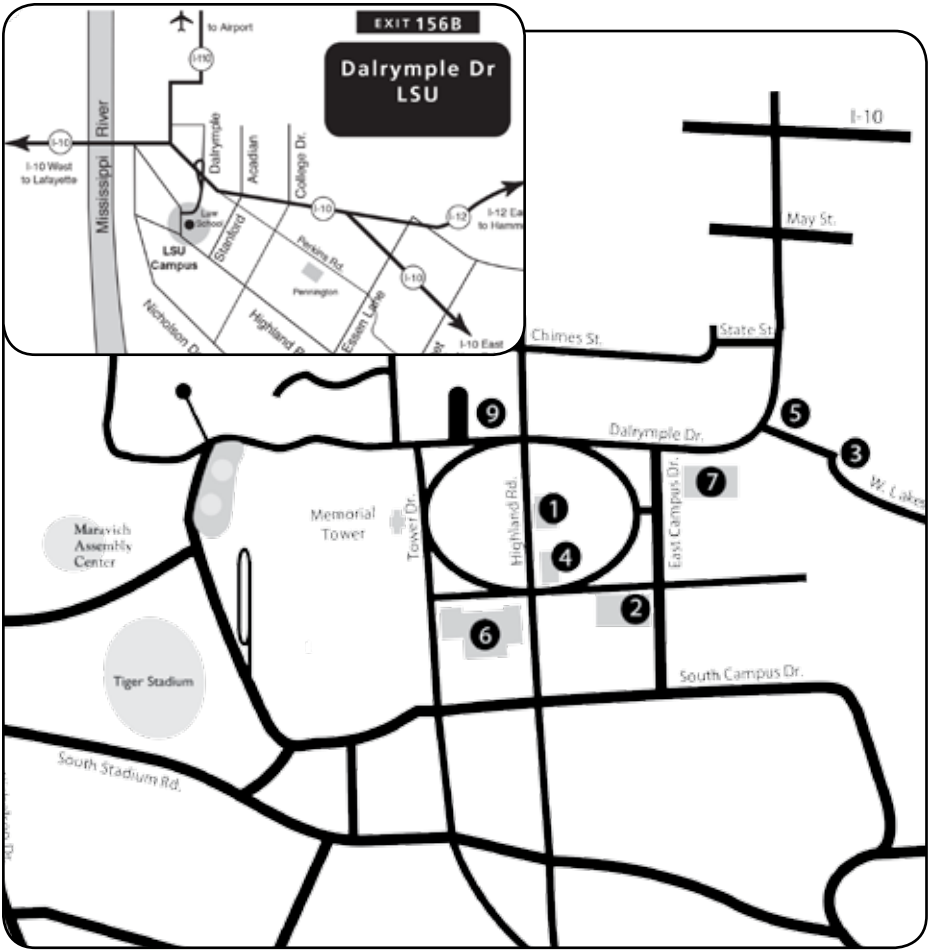 EXIT 156B
Dalrymple Dr
LSU
to Airport
I-110
Mississippi River
I-10
I-10 West
to Lafayette
Dalrymple
Acadian
College Dr.
Law
School
LSU
Campus
Stanford
I-10
I-12
to
Perkins Rd.
Pennington
I-10
Nicholson
Highland
Essen Lane
I-10 East
I-10
May St.
State St
Chimes St.
5
9
Dalrymple Dr.
3
W. Lakes
7
Memorial
Tower
Tower Dr.
Highland Rd.
1
East Campus Dr.
Maravich
Assembly
Center
4
2
6
Tiger Stadium
South Campus Dr.
South Stadium Rd.
Dr